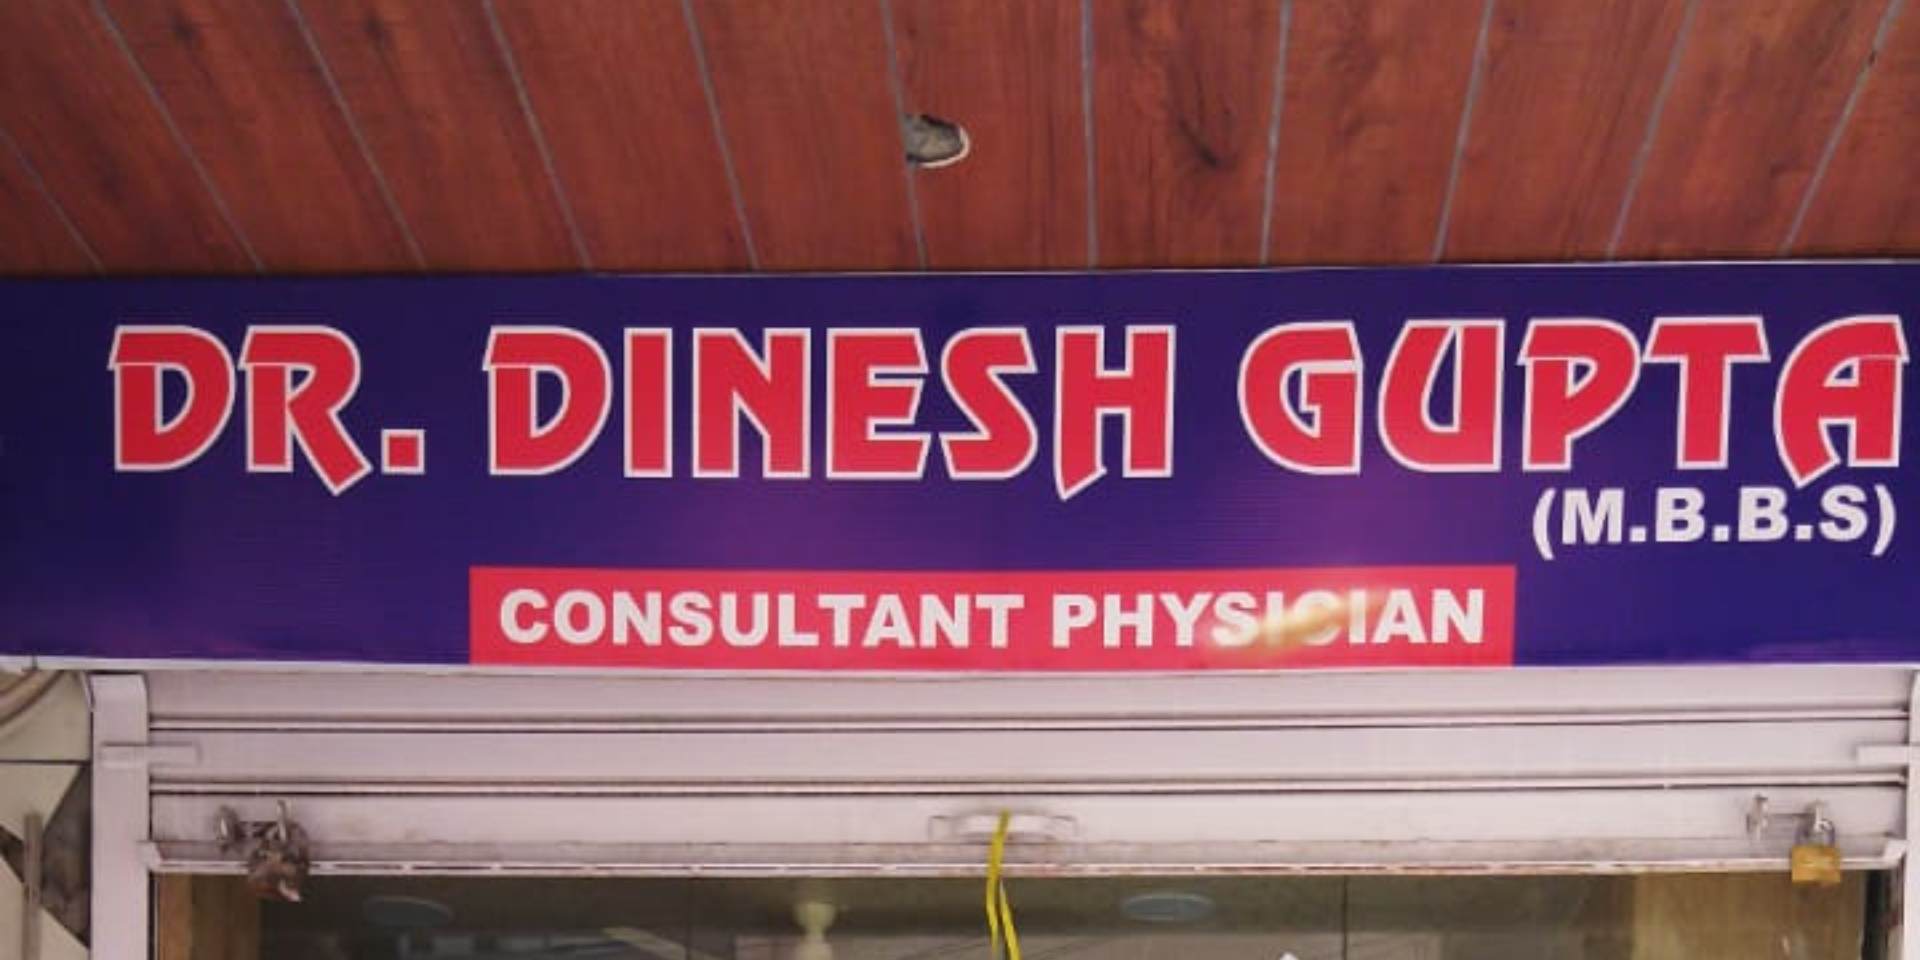 DR. DINESH GUPTA
(M.B.B.S)
CONSULTANT PHYSICIAN